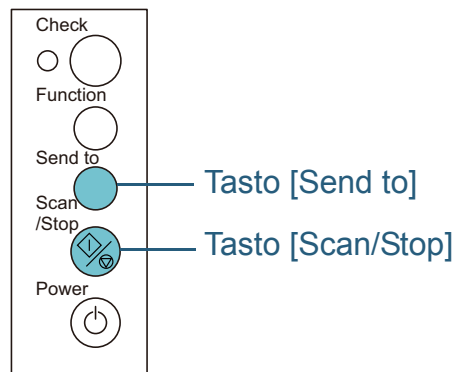 Check
Function
Send to
Tasto [Send to]
Scan
/Stop
Tasto [Scan/Stop]
Power